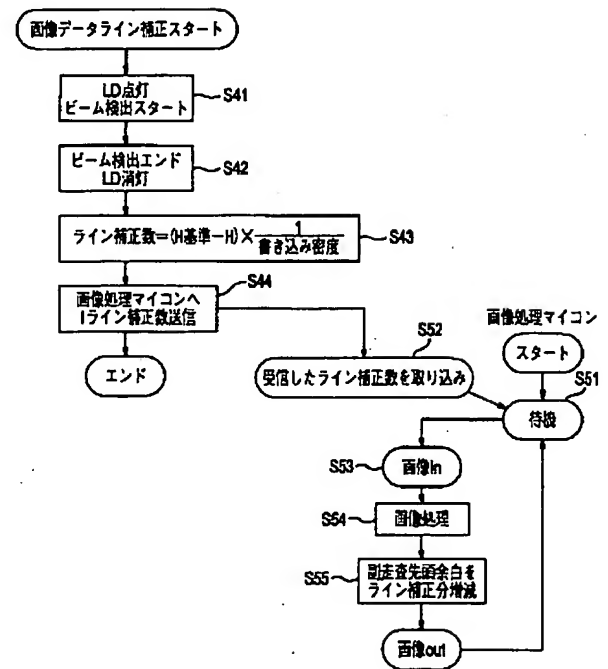 画像データライン補正スタート
LD点灯
ビーム検出スタート
S41
ビーム検出エンド
LD消灯
S42
ライン補正数=(H基準-H)×1/書き込み密度
S43
S44
画像処理マイコンへ
1ライン補正数送信
エンド
S52
受信したライン補正数を取り込み
画像処理マイコン
スタート
S51
待機
S53
画像in
S54
画像処理
S55
副走査先頭余白を
ライン補正分増減
画像out